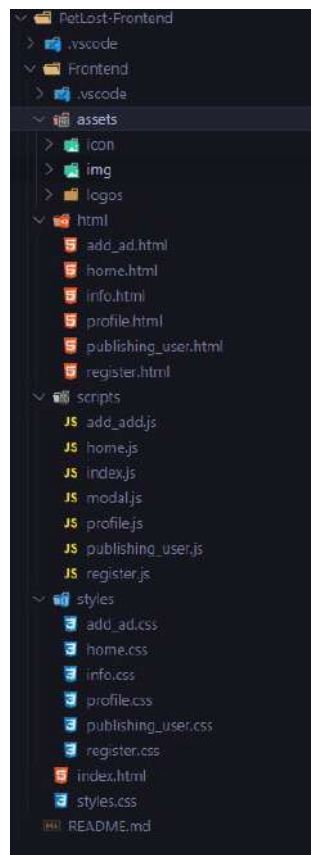 PetLost-Frontend
.vscode
Frontend
.vscode
assets
icon
img
logos
html
add_ad.html
home.html
info.html
profile.html
publishing_user.html
register.html
scripts
JS add_add.js
JS home.js
JS index.js
JS modal.js
JS profile.js
JS publishing_user.js
JS register.js
styles
add_ad.css
home.css
info.css
profile.css
publishing_user.css
register.css
index.html
styles.css
README.md